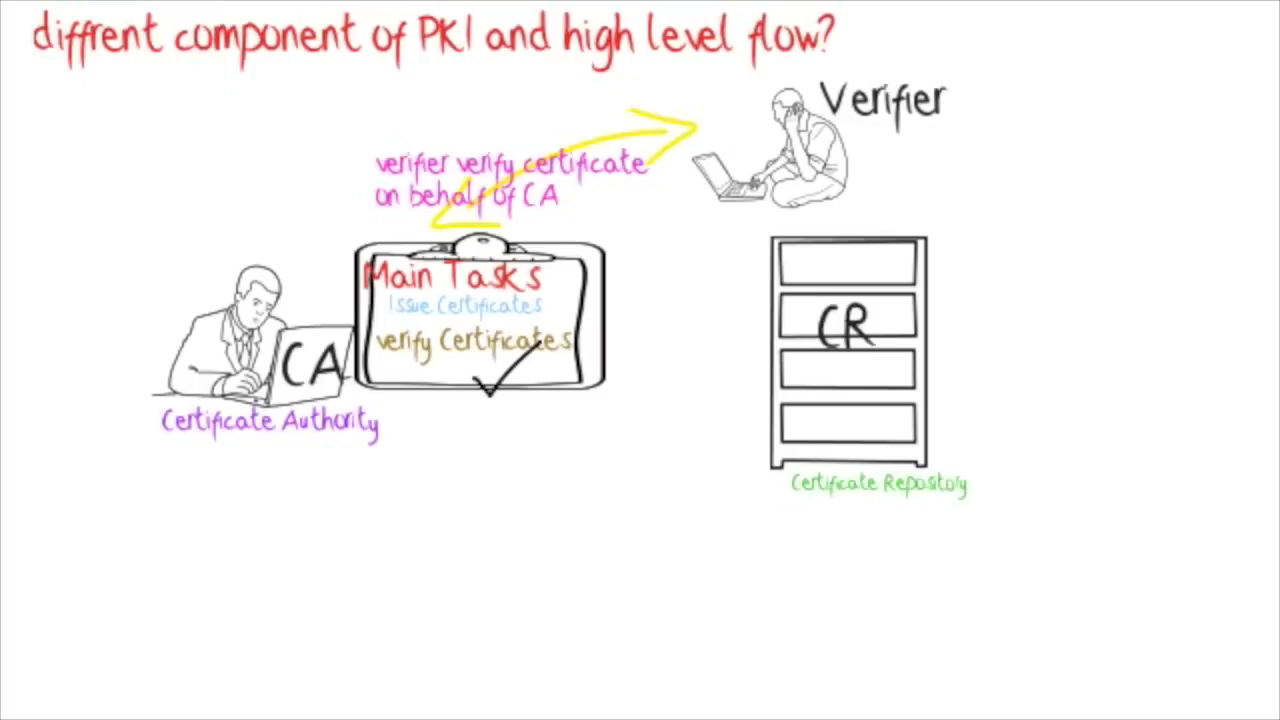 diffrent component of PKI and high level flow?
Verifier
verifier verify certificate
on behalf of CA
Main Tasks
Issue Certificates
verify Certificates
CA
Certificate Authority
CR
Certificate Repository